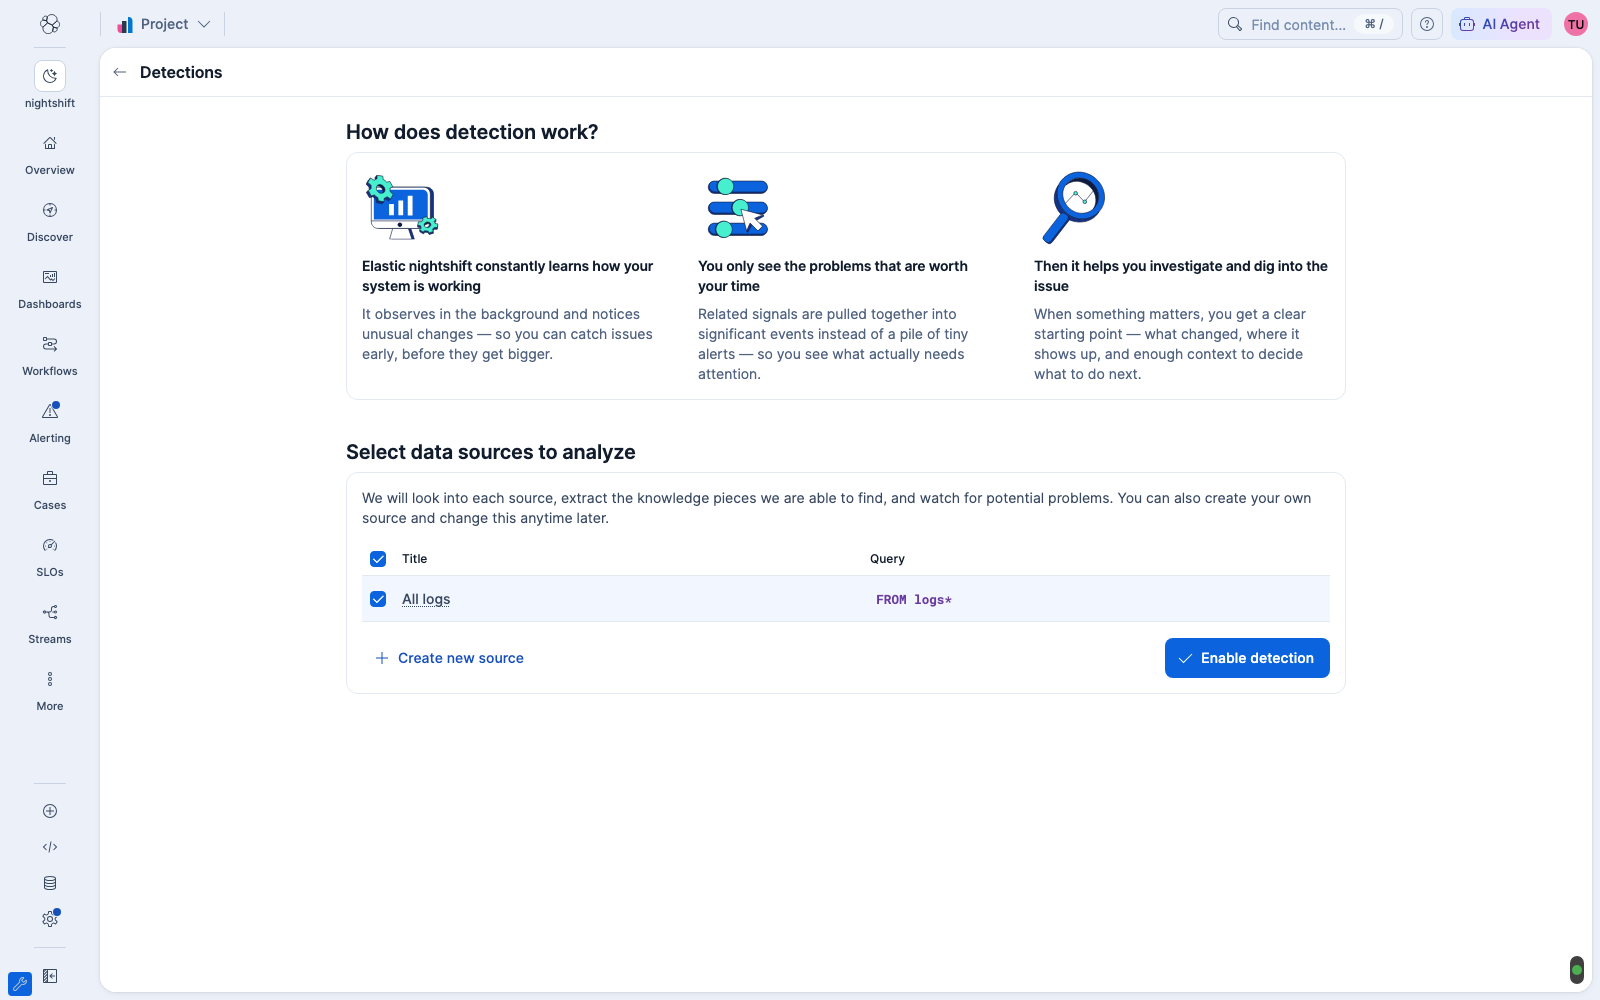 Project
Find content...
⌘ /
AI Agent
TU
nightshift
Overview
Discover
Dashboards
Workflows
Alerting
Cases
SLOs
Streams
More
Detections
How does detection work?
Elastic nightshift constantly learns how your
system is working
It observes in the background and notices
unusual changes — so you can catch issues
early, before they get bigger.
You only see the problems that are worth
your time
Related signals are pulled together into
significant events instead of a pile of tiny
alerts — so you see what actually needs
attention.
Then it helps you investigate and dig into the
issue
When something matters, you get a clear
starting point — what changed, where it
shows up, and enough context to decide
what to do next.
Select data sources to analyze
We will look into each source, extract the knowledge pieces we are able to find, and watch for potential problems. You can also create your own
source and change this anytime later.
Title
Query
All logs
FROM logs*
Create new source
Enable detection